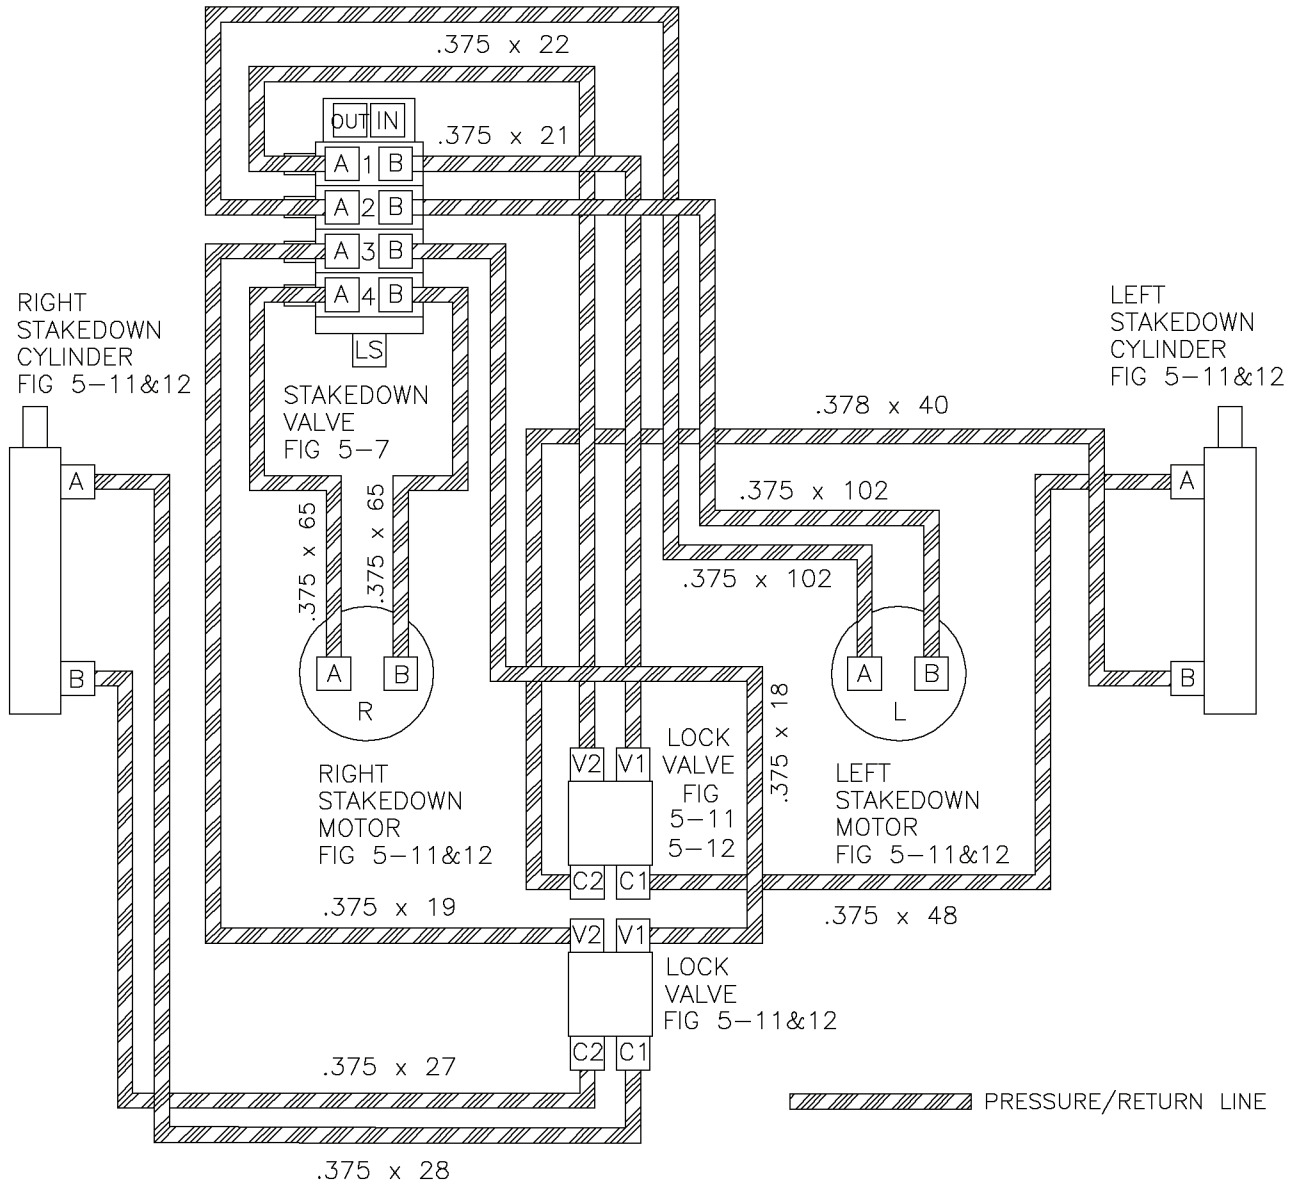 .375 x 22
OUT IN
.375 x 21
A 1 B
A 2 B
A 3 B
A 4 B
LS
RIGHT
STAKEDOWN
CYLINDER
FIG 5-11&12
LEFT
STAKEDOWN
CYLINDER
FIG 5-11&12
STAKEDOWN
VALVE
FIG 5-7
.378 x 40
A
A
.375 x 102
.375 x 65
.375 x 65
.375 x 102
B
A B
R
A B
L
B
.375 x 18
LOCK
VALVE
FIG
5-11
5-12
V2 V1
RIGHT
STAKEDOWN
MOTOR
FIG 5-11&12
LEFT
STAKEDOWN
MOTOR
FIG 5-11&12
C2 C1
.375 x 19
.375 x 48
V2 V1
LOCK
VALVE
FIG 5-11&12
C2 C1
.375 x 27
PRESSURE/RETURN LINE
.375 x 28